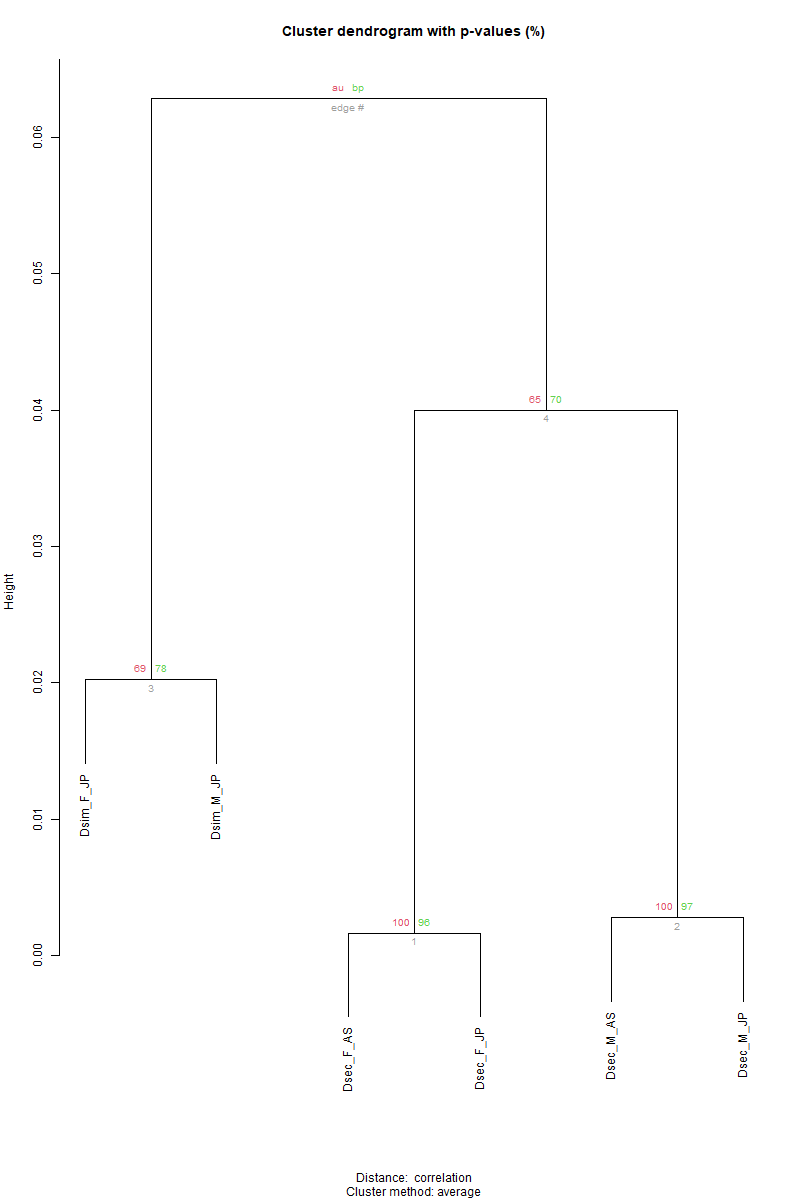 Cluster dendrogram with p-values (%)
au bp
edge #
0.06
0.05
65 70
4
0.04
0.03
Height
69 78
3
0.02
Dsim_F_JP
Dsim_M_JP
0.01
100 97
2
100 96
1
0.00
Dsec_F_AS
Dsec_F_JP
Dsec_M_AS
Dsec_M_JP
Distance: correlation
Cluster method: average